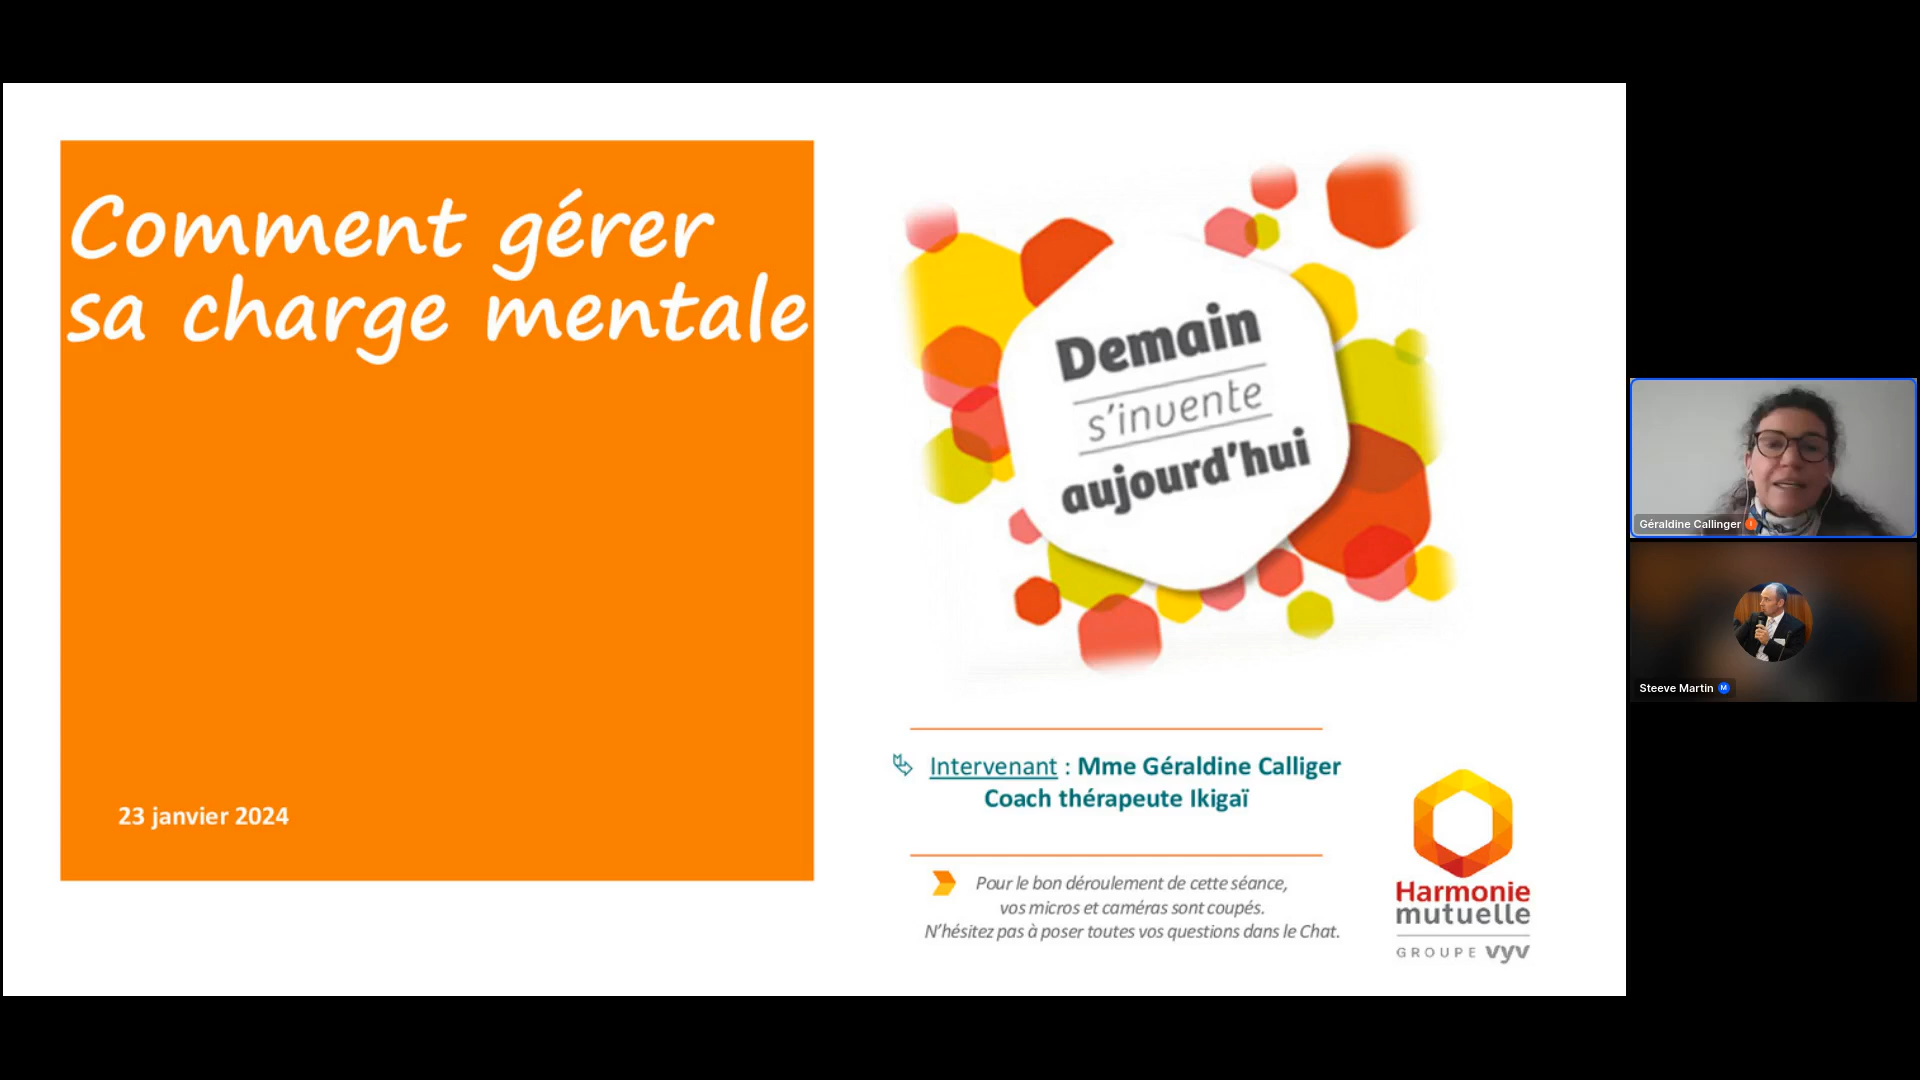 Comment gérer
sa charge mentale
23 janvier 2024
Demain
s'invente
aujourd'hui
Intervenant : Mme Géraldine Calliger
Coach thérapeute Ikigaï
Pour le bon déroulement de cette séance,
vos micros et caméras sont coupés.
N'hésitez pas à poser toutes vos questions dans le Chat.
Harmonie
mutuelle
GROUPE vyv
Géraldine Callinger
Steeve Martin M